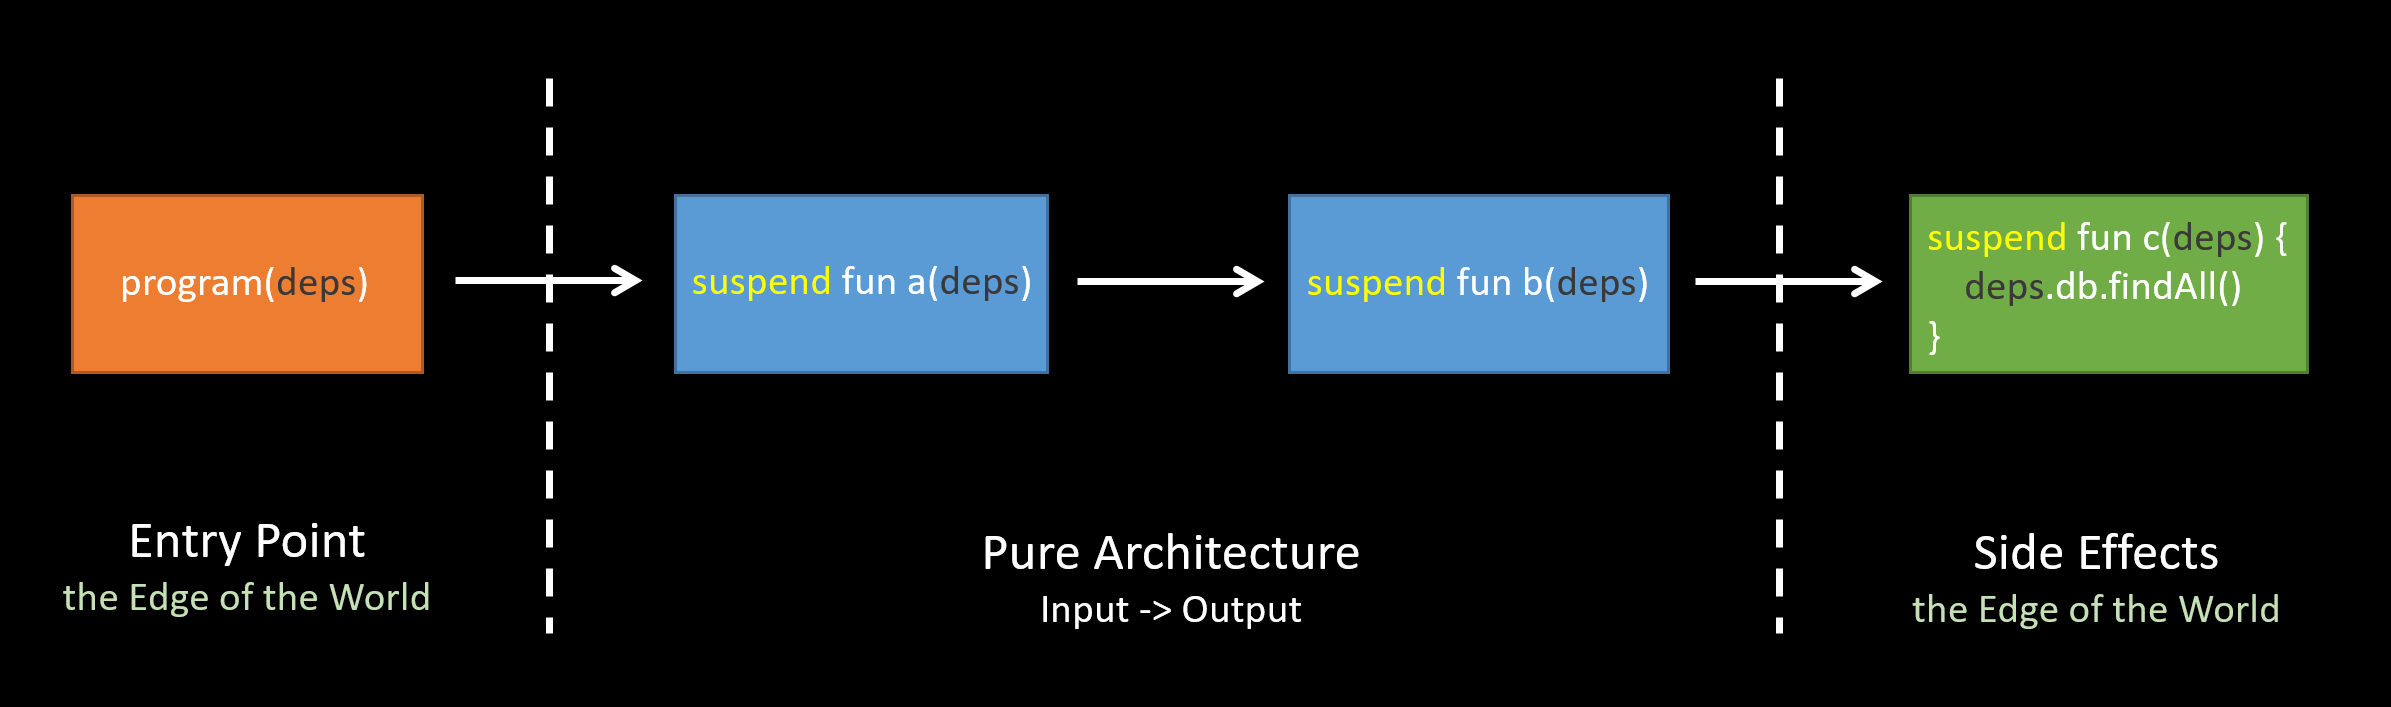 program(deps)
suspend fun a(deps)
suspend fun b(deps)
suspend fun c(deps) {
deps.db.findAll()
}
Entry Point
the Edge of the World
Pure Architecture
Input -> Output
Side Effects
the Edge of the World